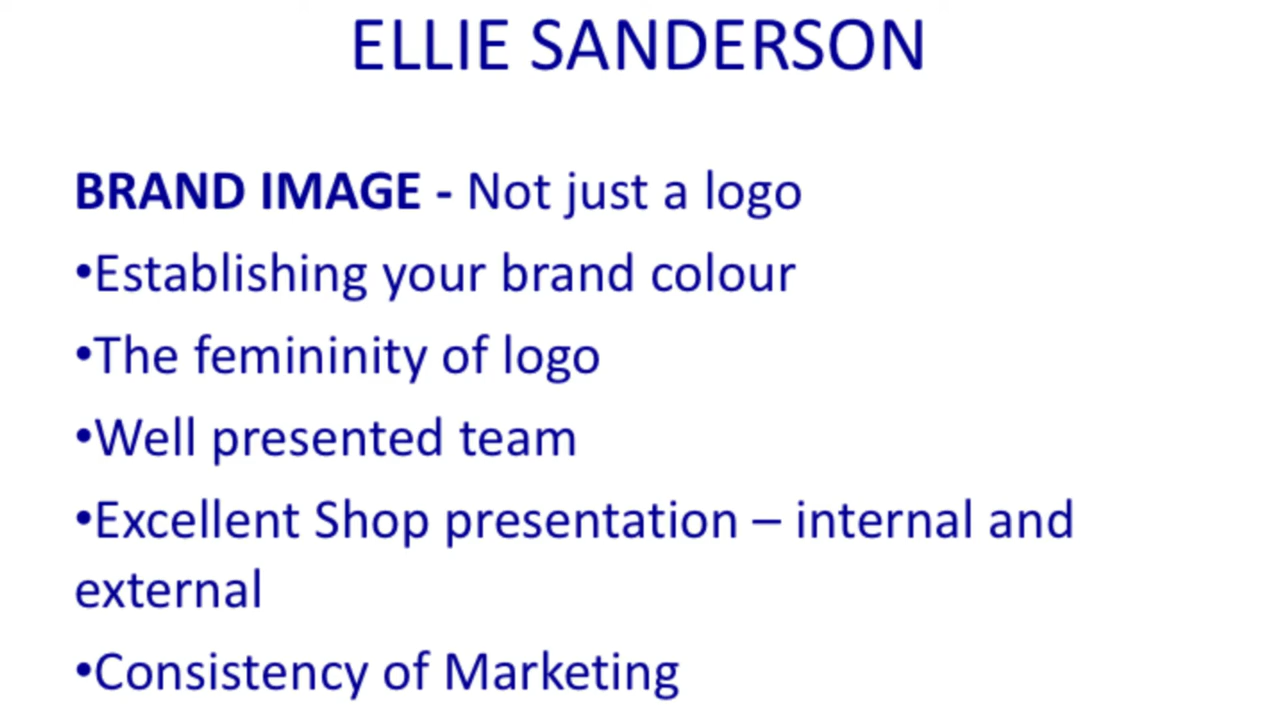 ELLIE SANDERSON
BRAND IMAGE - Not just a logo
•Establishing your brand colour
•The femininity of logo
•Well presented team
•Excellent Shop presentation – internal and
external
•Consistency of Marketing